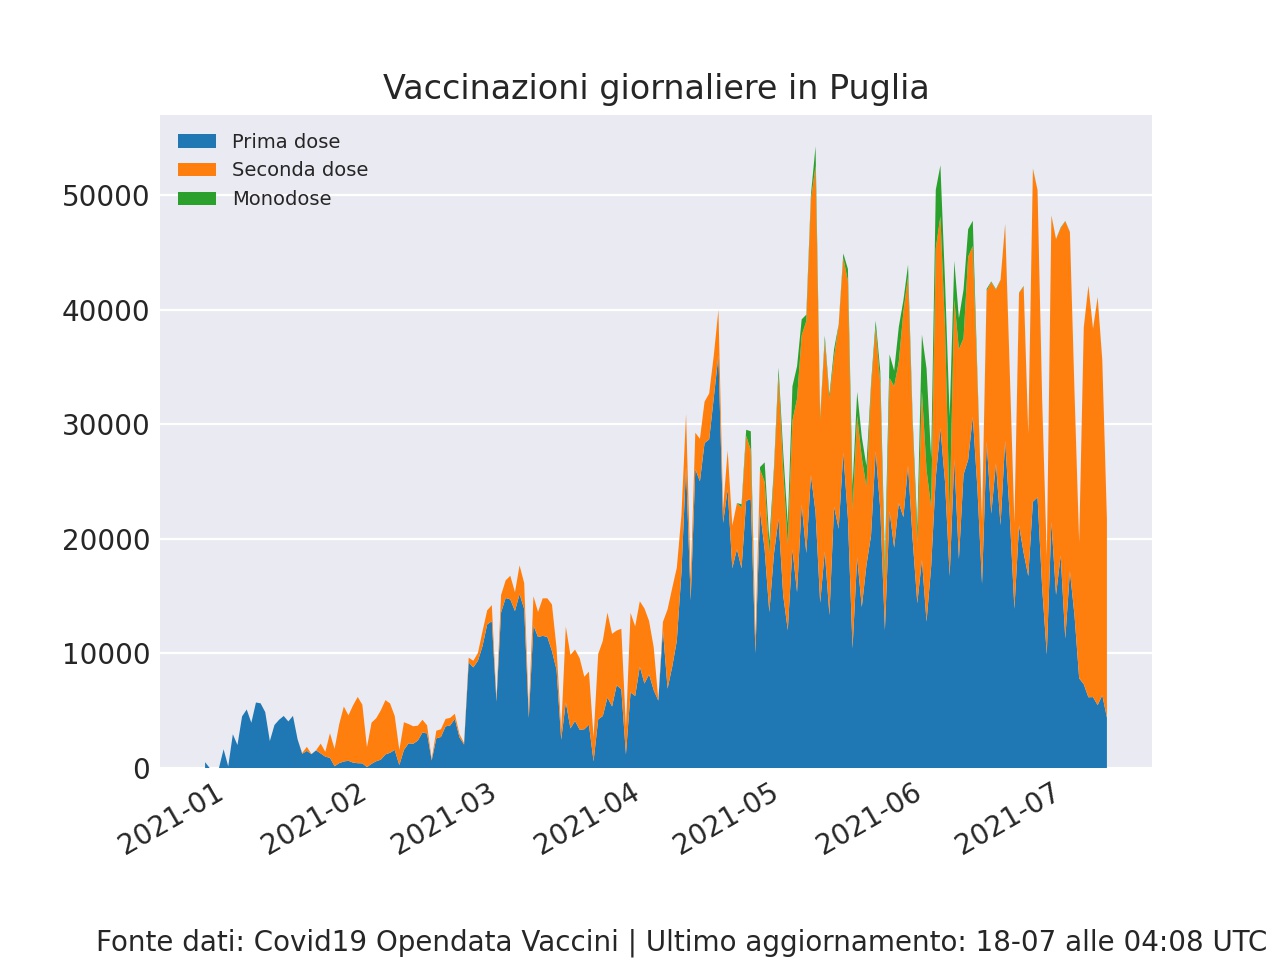 Vaccinazioni giornaliere in Puglia
Prima dose
Seconda dose
Monodose
50000
40000
30000
20000
10000
0
2021-01
2021-02
2021-03
2021-04
2021-05
2021-06
2021-07
Fonte dati: Covid19 Opendata Vaccini | Ultimo aggiornamento: 18-07 alle 04:08 UTC